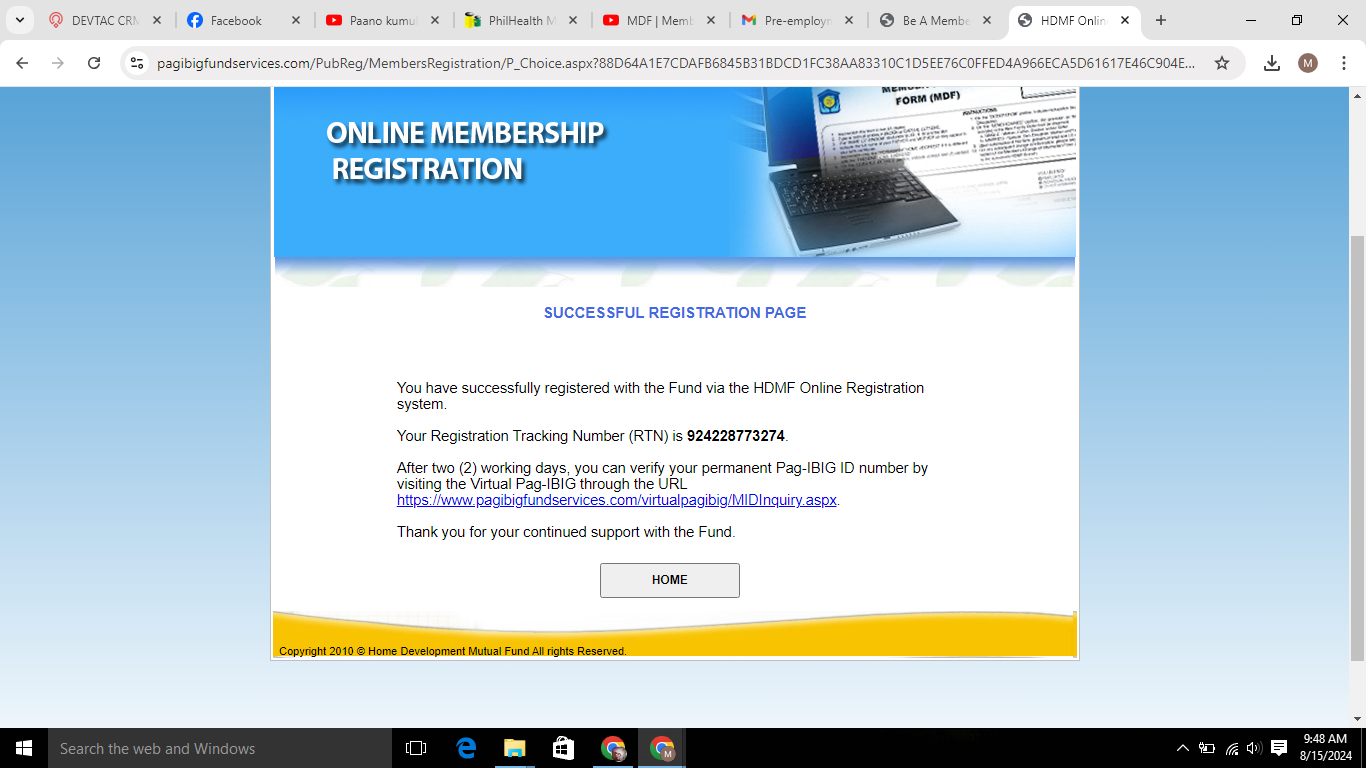 DEVTAC CRM
Facebook
Paano kumu
PhilHealth M
MDF | Memb
Pre-employm
Be A Membe
HDMF Onlin
pagibigfundservices.com/PubReg/MembersRegistration/P_Choice.aspx?88D64A1E7CDAFB6845B31BDCD1FC38AA83310C1D5EE76C0FFED4A966ECA5D61617E46C904E...
M
FORM (MDF)
ONLINE MEMBERSHIP
REGISTRATION
SUCCESSFUL REGISTRATION PAGE
You have successfully registered with the Fund via the HDMF Online Registration
system.
Your Registration Tracking Number (RTN) is 924228773274.
After two (2) working days, you can verify your permanent Pag-IBIG ID number by
visiting the Virtual Pag-IBIG through the URL
https://www.pagibigfundservices.com/virtualpagibig/MIDInquiry.aspx.
Thank you for your continued support with the Fund.
HOME
Copyright 2010 © Home Development Mutual Fund All rights Reserved.
Search the web and Windows
M
9:48 AM
8/15/2024